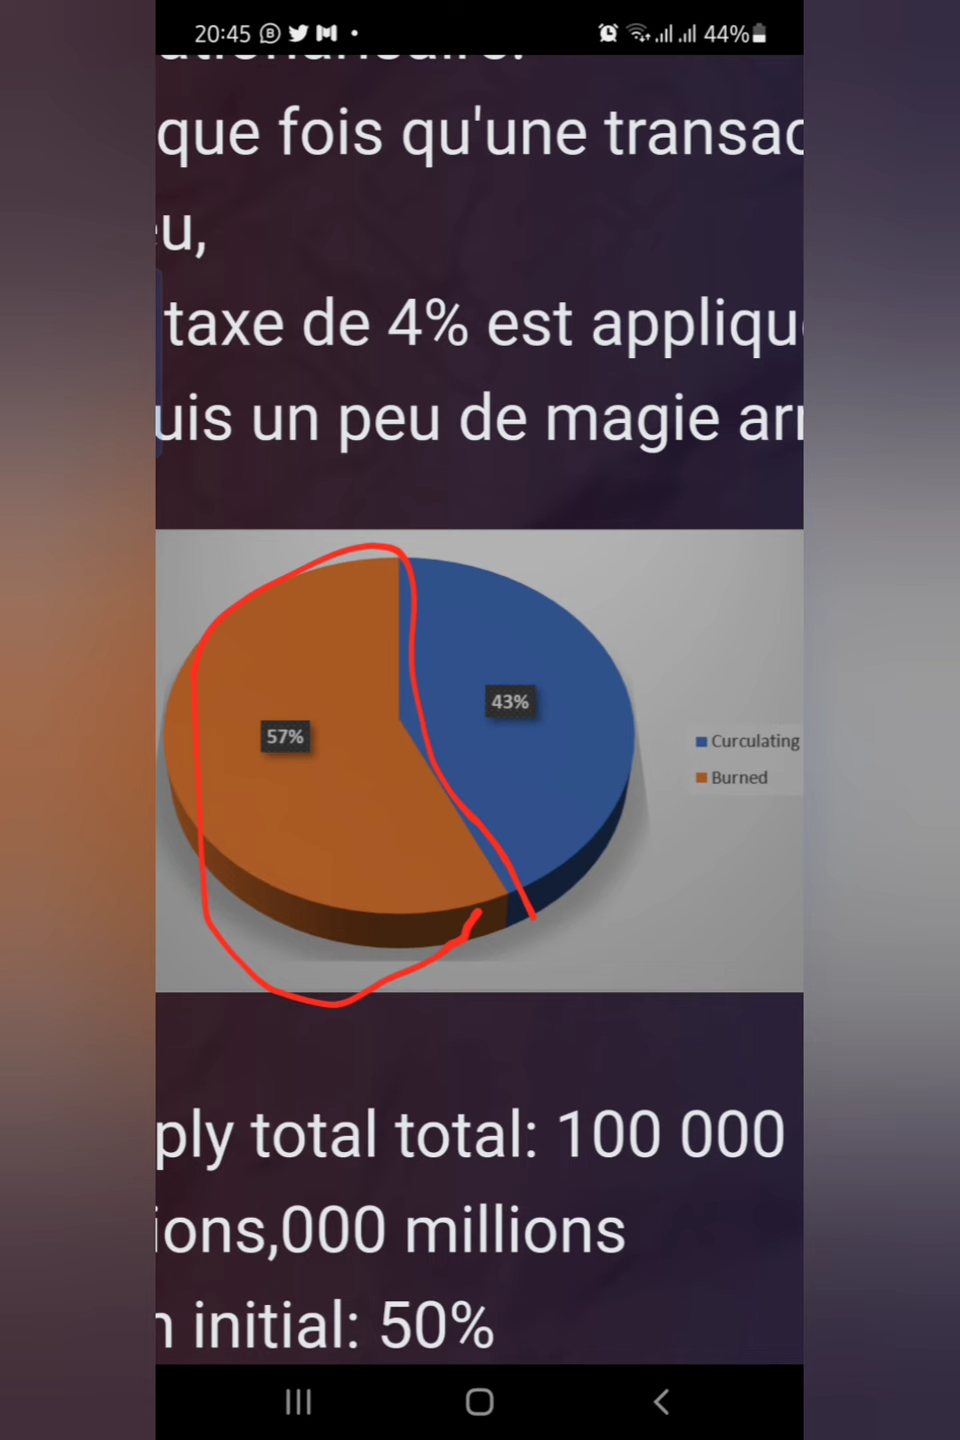 20:45 44%
que fois qu'une transac
u,
taxe de 4% est appliqu
uis un peu de magie arr
43%
57%
Curculating
Burned
ply total total: 100 000
ions,000 millions
n initial: 50%